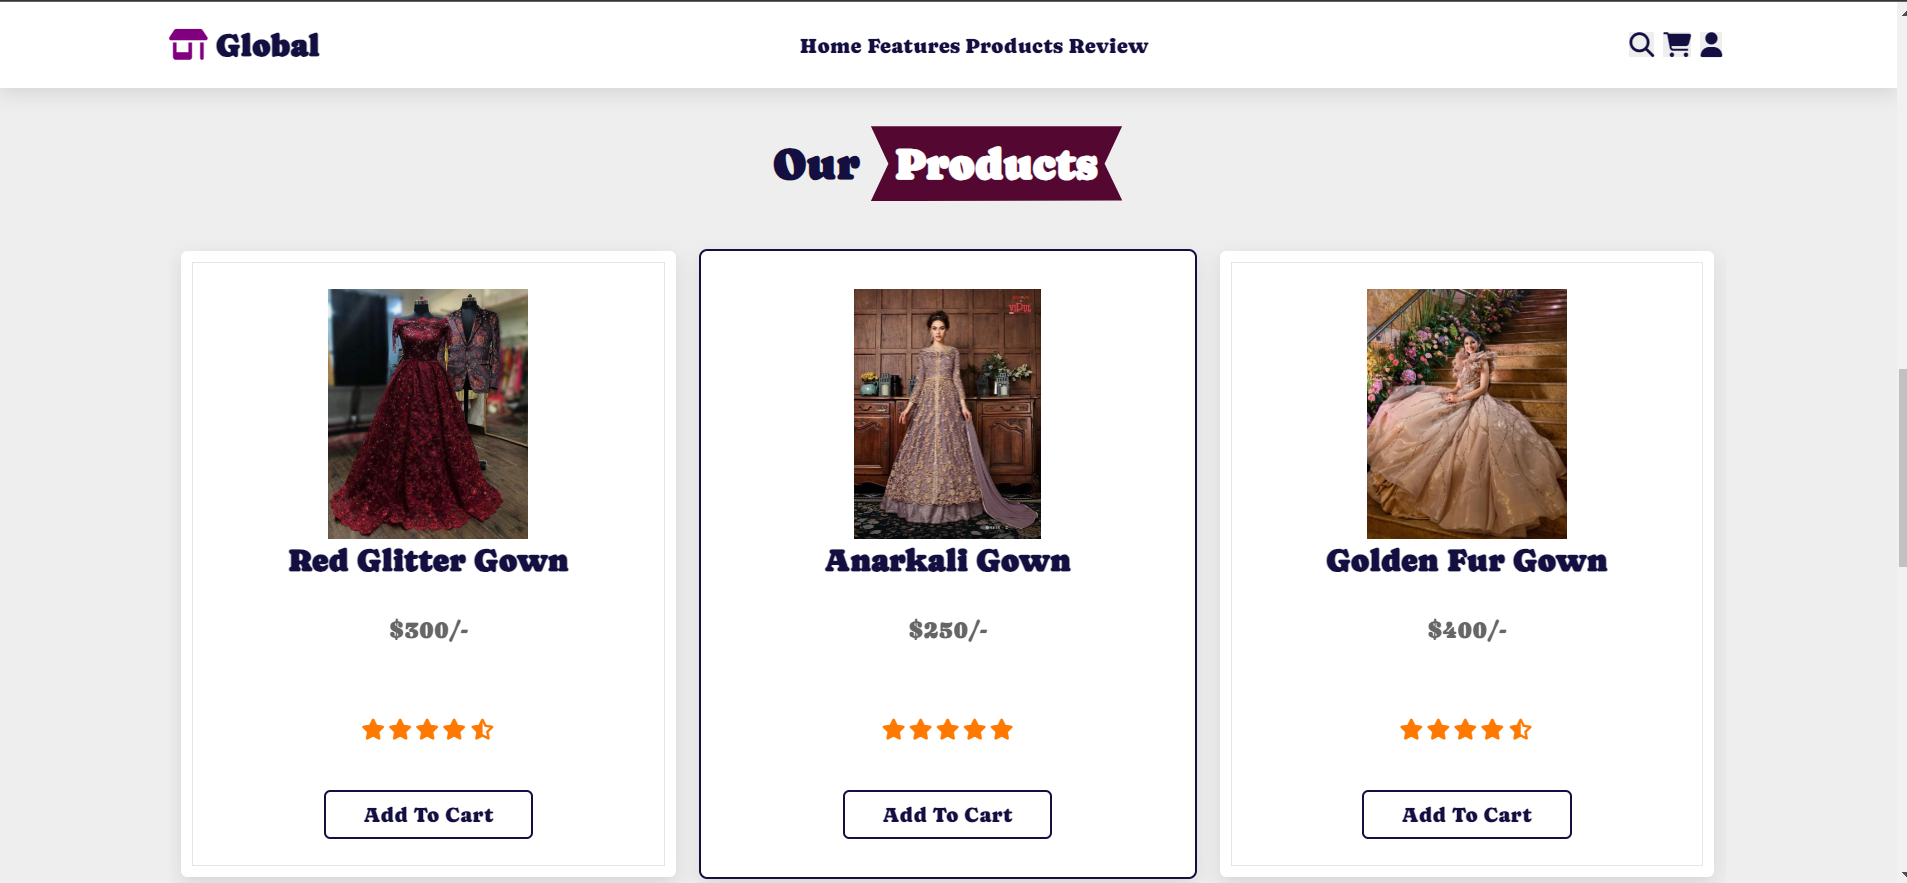 Global
Home Features Products Review
Our Products
VIPUL
Red Glitter Gown
Anarkali Gown
Golden Fur Gown
$300/-
$250/-
$400/-
Add To Cart
Add To Cart
Add To Cart